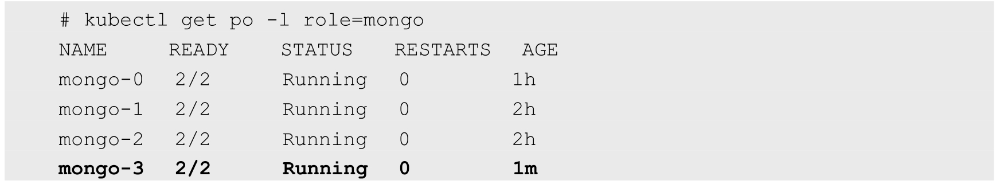 # kubectl get po -l role=mongo
NAME READY STATUS RESTARTS AGE
mongo-0 2/2 Running 0 1h
mongo-1 2/2 Running 0 2h
mongo-2 2/2 Running 0 2h
mongo-3 2/2 Running 0 1m